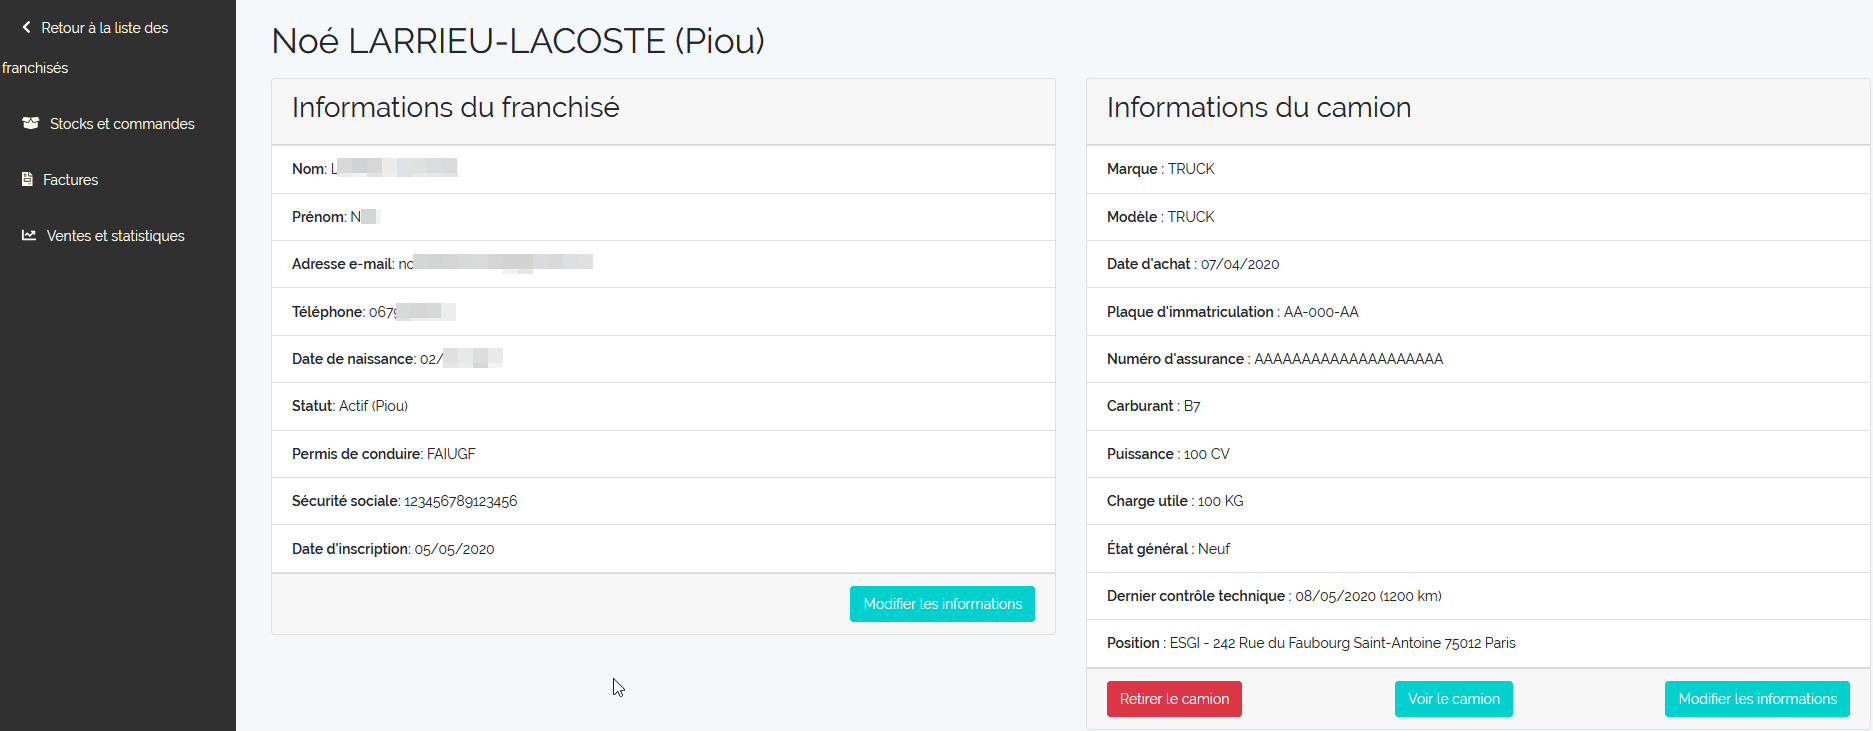 Retour à la liste des
franchisés
Stocks et commandes
Factures
Ventes et statistiques
Noé LARRIEU-LACOSTE (Piou)
Informations du franchisé
Nom: L
Prénom: N
Adresse e-mail: no
Téléphone: 067
Date de naissance: 02/
Statut: Actif (Piou)
Permis de conduire: FAIUGF
Sécurité sociale: 123456789123456
Date d'inscription: 05/05/2020
Modifier les informations
Informations du camion
Marque : TRUCK
Modèle : TRUCK
Date d'achat : 07/04/2020
Plaque d'immatriculation : AA-000-AA
Numéro d'assurance : AAAAAAAAAAAAAAAAAAAAA
Carburant : B7
Puissance : 100 CV
Charge utile : 100 KG
État général : Neuf
Dernier contrôle technique : 08/05/2020 (1200 km)
Position : ESGI - 242 Rue du Faubourg Saint-Antoine 75012 Paris
Retirer le camion
Voir le camion
Modifier les informations